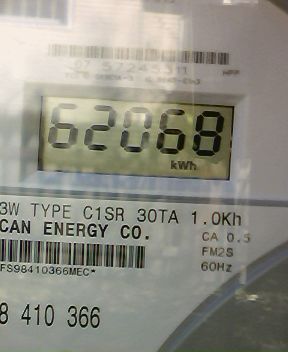 62068
kWh
3W TYPE C1SR 30TA 1.0Kh
CAN ENERGY CO.
CA 0.5
FM2S
60Hz
FS98410366MEC*
8 410 366